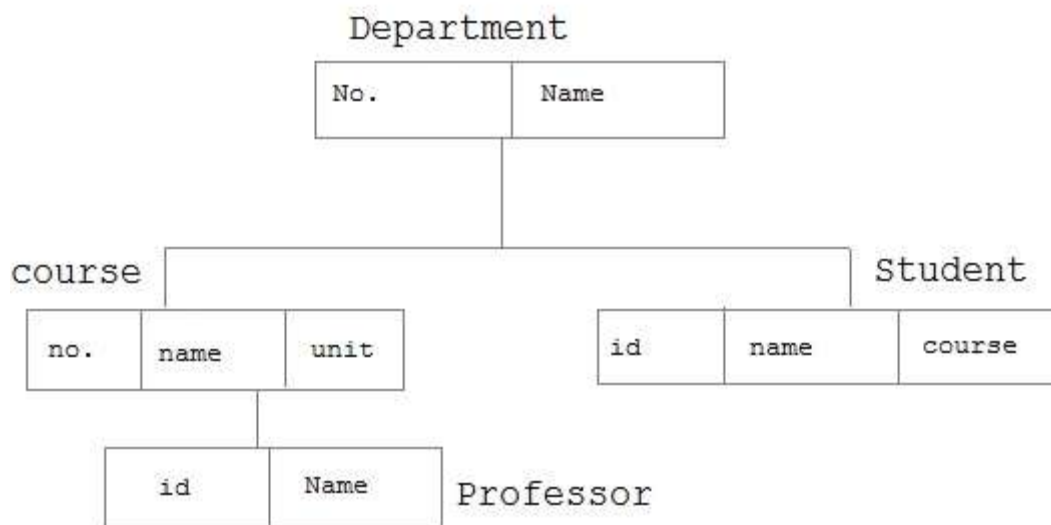 Department
No. Name
course
Student
no. name unit
id name course
id Name
Professor